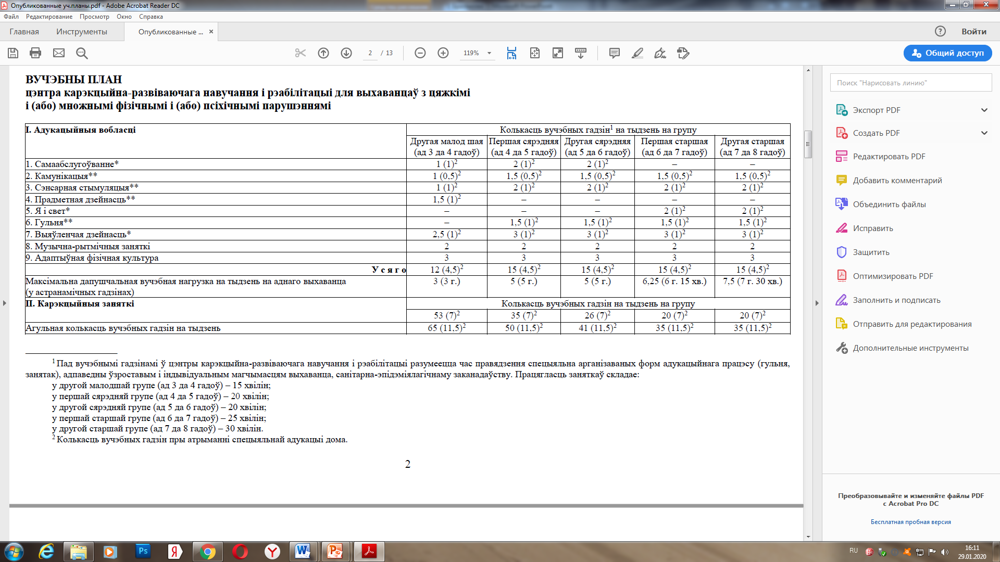 Опубликованные уч.планы.pdf - Adobe Acrobat Reader DC
Файл Редактирование Просмотр Окно Справка
Главная Инструменты Опубликованные ... × Войти
2 / 13 119% Общий доступ
ВУЧЭБНЫ ПЛАН
цэнтра карэкцыйна-развіваючага навучання і рэабілітацыі для выхаванцаў з цяжкімі
і (або) множнымі фізічнымі і (або) псіхічнымі парушэннямі
I. Адукацыйныя вобласці Колькасць вучэбных гадзін¹ на тыдзень на групу
Другая малод шая Першая сярэдняя Другая сярэдняя Першая старшая Другая старшая
(ад 3 да 4 гадоў) (ад 4 да 5 гадоў) (ад 5 да 6 гадоў) (ад 6 да 7 гадоў) (ад 7 да 8 гадоў)
1. Самаабслугоўванне* 1 (1)² 2 (1)² 2 (1)² – –
2. Камунікацыя** 1 (0,5)² 1,5 (0,5)² 1,5 (0,5)² 1,5 (0,5)² 1,5 (0,5)²
3. Сэнсарная стымуляцыя** 1 (1)² 2 (1)² 2 (1)² 2 (1)² 2 (1)²
4. Прадметная дзейнасць** 1,5 (1)² – – – –
5. Я і свет* – – – 2 (1)² 2 (1)²
6. Гульня** – 1,5 (1)² 1,5 (1)² 1,5 (1)² 1,5 (1)²
7. Выяўленчая дзейнасць* 2,5 (1)² 3 (1)² 3 (1)² 3 (1)² 3 (1)²
8. Музычна-рытмічныя заняткі 2 2 2 2 2
9. Адаптыўная фізічная культура 3 3 3 3 3
У с я г о 12 (4,5)² 15 (4,5)² 15 (4,5)² 15 (4,5)² 15 (4,5)²
Максімальна дапушчальная вучэбная нагрузка на тыдзень на аднаго выхаванца 3 (3 г.) 5 (5 г.) 5 (5 г.) 6,25 (6 г. 15 хв.) 7,5 (7 г. 30 хв.)
(у астранамічных гадзінах)
II. Карэкцыйныя заняткі Колькасць вучэбных гадзін на тыдзень на групу
53 (7)² 35 (7)² 26 (7)² 20 (7)² 20 (7)²
Агульная колькасць вучэбных гадзін на тыдзень 65 (11,5)² 50 (11,5)² 41 (11,5)² 35 (11,5)² 35 (11,5)²
¹ Пад вучэбнымі гадзінамі ў цэнтры карэкцыйна-развіваючага навучання і рэабілітацыі разумеецца час правядзення спецыяльна арганізаваных форм адукацыйнага працэсу (гульня,
занятак), адпаведны ўзроставым і індывідуальным магчымасцям выхаванца, санітарна-эпідэміялагічнаму заканадаўству. Працягласць заняткаў складае:
у другой малодшай групе (ад 3 да 4 гадоў) – 15 хвілін;
у першай сярэдняй групе (ад 4 да 5 гадоў) – 20 хвілін;
у другой сярэдняй групе (ад 5 да 6 гадоў) – 20 хвілін;
у першай старшай групе (ад 6 да 7 гадоў) – 25 хвілін;
у другой старшай групе (ад 7 да 8 гадоў) – 30 хвілін.
² Колькасць вучэбных гадзін пры атрыманні спецыяльнай адукацыі дома.
2
Поиск "Нарисовать линию"
Экспорт PDF
Создать PDF
Редактировать PDF
Добавить комментарий
Объединить файлы
Исправить
Защитить
Оптимизировать PDF
Заполнить и подписать
Отправить для редактирования
Дополнительные инструменты
Преобразовывайте и изменяйте файлы PDF
с Acrobat Pro DC
Бесплатная пробная версия
RU 16:11
29.01.2020